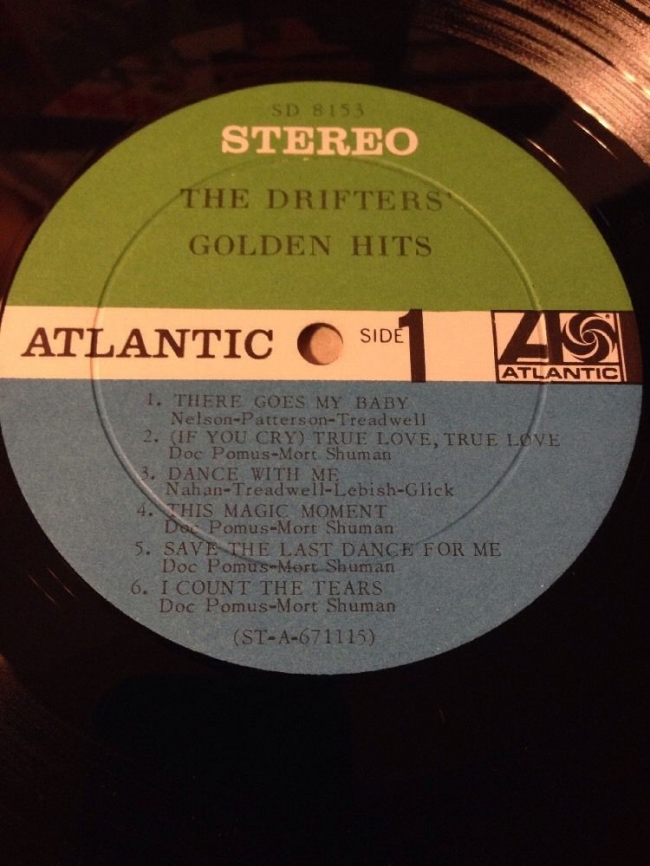 SD 8153
STEREO
THE DRIFTERS'
GOLDEN HITS
ATLANTIC SIDE 1 A ATLANTIC
1. THERE GOES MY BABY
Nelson-Patterson-Treadwell
2. (IF YOU CRY) TRUE LOVE, TRUE LOVE
Doc Pomus-Mort Shuman
3. DANCE WITH ME
Nahan-Treadwell-Lebish-Glick
4. THIS MAGIC MOMENT
Doc Pomus-Mort Shuman
5. SAVE THE LAST DANCE FOR ME
Doc Pomus-Mort Shuman
6. I COUNT THE TEARS
Doc Pomus-Mort Shuman
(ST-A-671115)